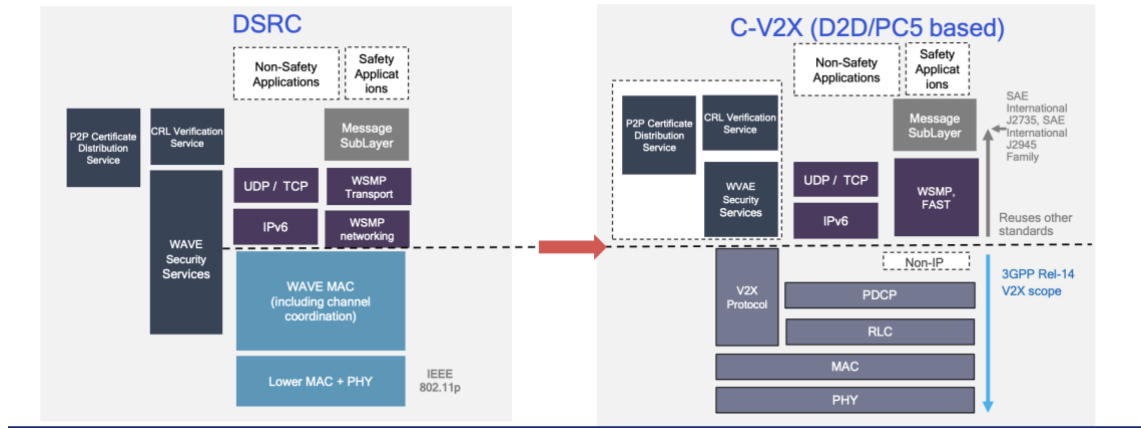 DSRC
Non-Safety
Applications
Safety
Applicat
ions
P2P Certificate
Distribution
Service
CRL Verification
Service
Message
SubLayer
UDP / TCP
WSMP
Transport
IPv6
WSMP
networking
WAVE
Security
Services
WAVE MAC
(including channel
coordination)
Lower MAC + PHY
IEEE
802.11p
C-V2X (D2D/PC5 based)
Non-Safety
Applications
Safety
Applicat
ions
P2P Certificate
Distribution
Service
CRL Verification
Service
Message
SubLayer
SAE
International
J2735, SAE
International
J2945
Family
WVAE
Security
Services
UDP / TCP
IPv6
WSMP,
FAST
Reuses other
standards
Non-IP
3GPP Rel-14
V2X scope
V2X
Protocol
PDCP
RLC
MAC
PHY